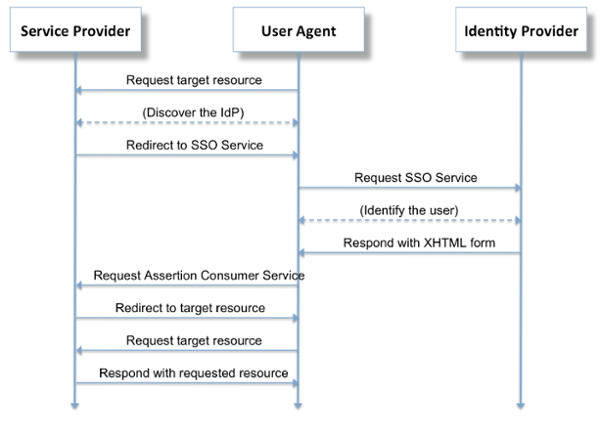 Service Provider
User Agent
Identity Provider
Request target resource
(Discover the IdP)
Redirect to SSO Service
Request SSO Service
(Identify the user)
Respond with XHTML form
Request Assertion Consumer Service
Redirect to target resource
Request target resource
Respond with requested resource